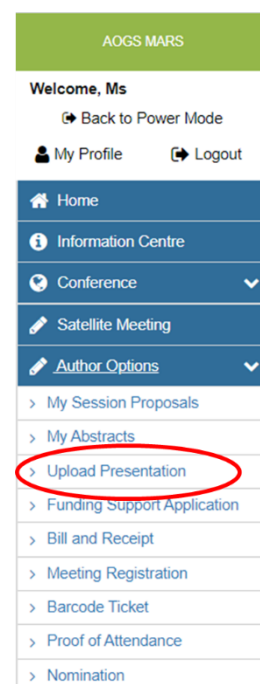 AOGS MARS
Welcome, Ms
Back to Power Mode
My Profile Logout
Home
Information Centre
Conference
Satellite Meeting
Author Options
My Session Proposals
My Abstracts
Upload Presentation
Funding Support Application
Bill and Receipt
Meeting Registration
Barcode Ticket
Proof of Attendance
Nomination